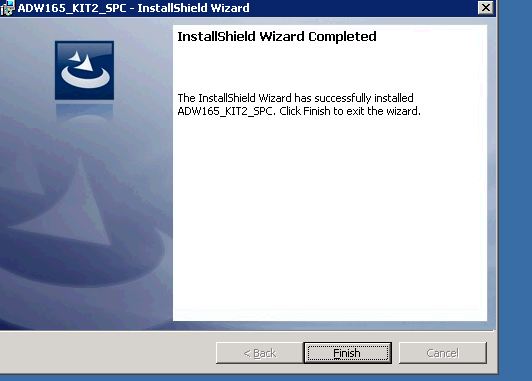 ADW165_KIT2_SPC - InstallShield Wizard
InstallShield Wizard Completed
The InstallShield Wizard has successfully installed
ADW165_KIT2_SPC. Click Finish to exit the wizard.
< Back
Finish
Cancel